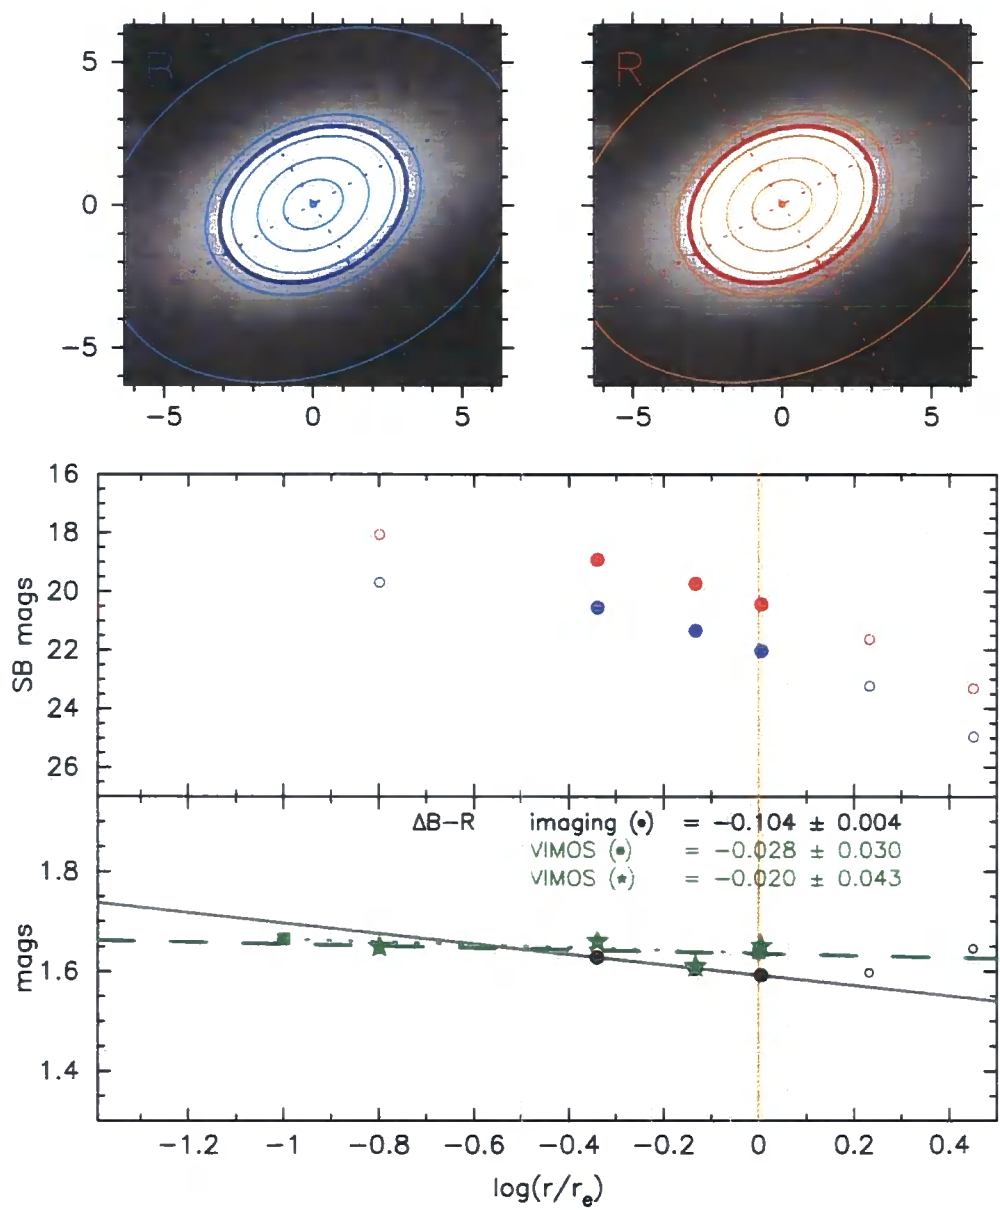 R
5
0
−5
−5 0 5
R
−5 0 5
16
18
20
22
24
26
SB mags
ΔB−R imaging (•) = −0.104 ± 0.004
VIMOS (▪) = −0.028 ± 0.030
VIMOS (★) = −0.020 ± 0.043
1.8
1.6
1.4
mags
−1.2 −1 −0.8 −0.6 −0.4 −0.2 0 0.2 0.4
log(r/rₑ)